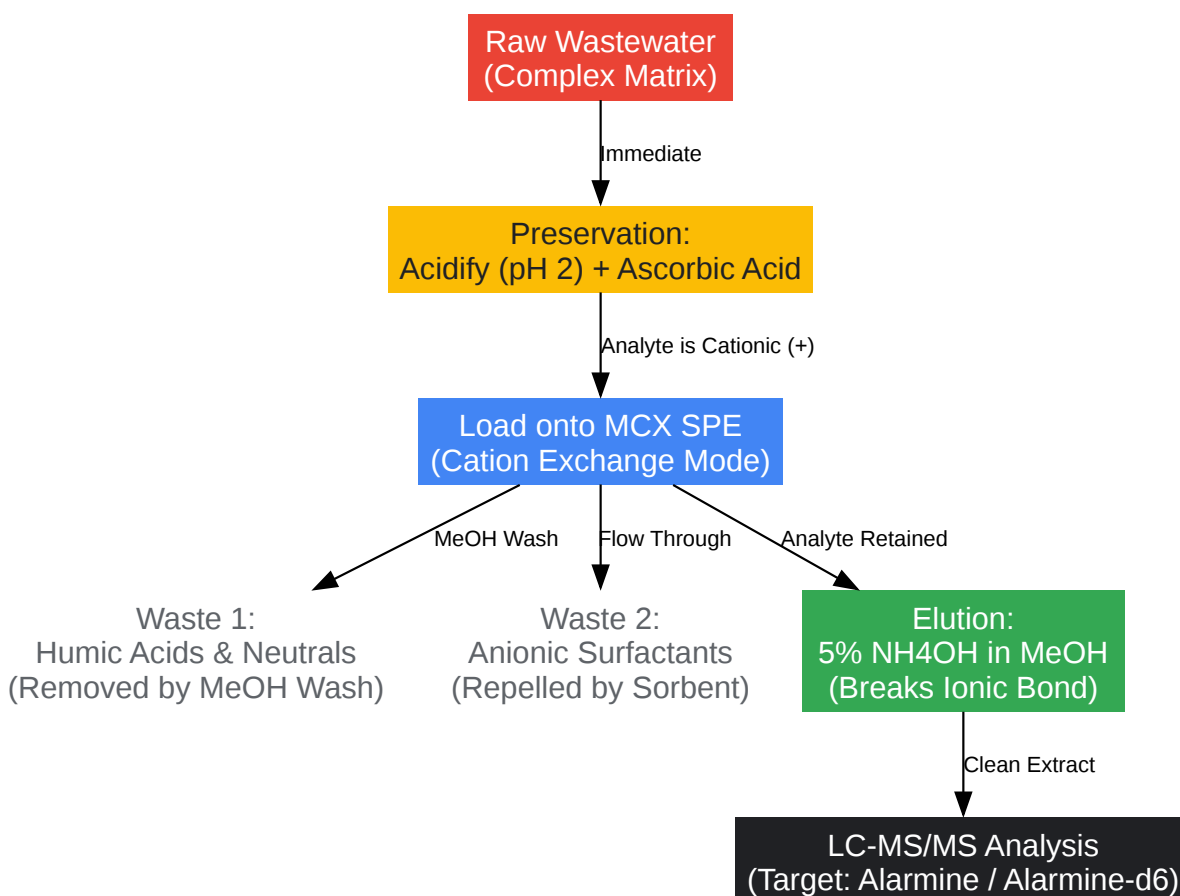 Raw Wastewater
(Complex Matrix)
Immediate
Preservation:
Acidify (pH 2) + Ascorbic Acid
Analyte is Cationic (+)
Load onto MCX SPE
(Cation Exchange Mode)
MeOH Wash
Flow Through
Analyte Retained
Waste 1:
Humic Acids & Neutrals
(Removed by MeOH Wash)
Waste 2:
Anionic Surfactants
(Repelled by Sorbent)
Elution:
5% NH4OH in MeOH
(Breaks Ionic Bond)
Clean Extract
LC-MS/MS Analysis
(Target: Alarmine / Alarmine-d6)